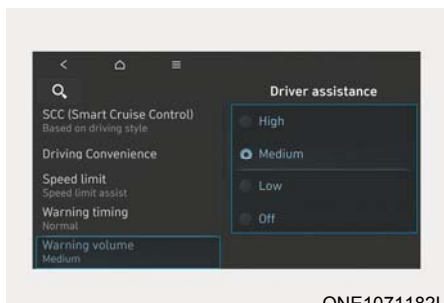 Driver assistance
SCC (Smart Cruise Control)
Based on driving style
Driving Convenience
Speed limit
Speed limit assist
Warning timing
Normal
Warning volume
Medium
High
Medium
Low
Off